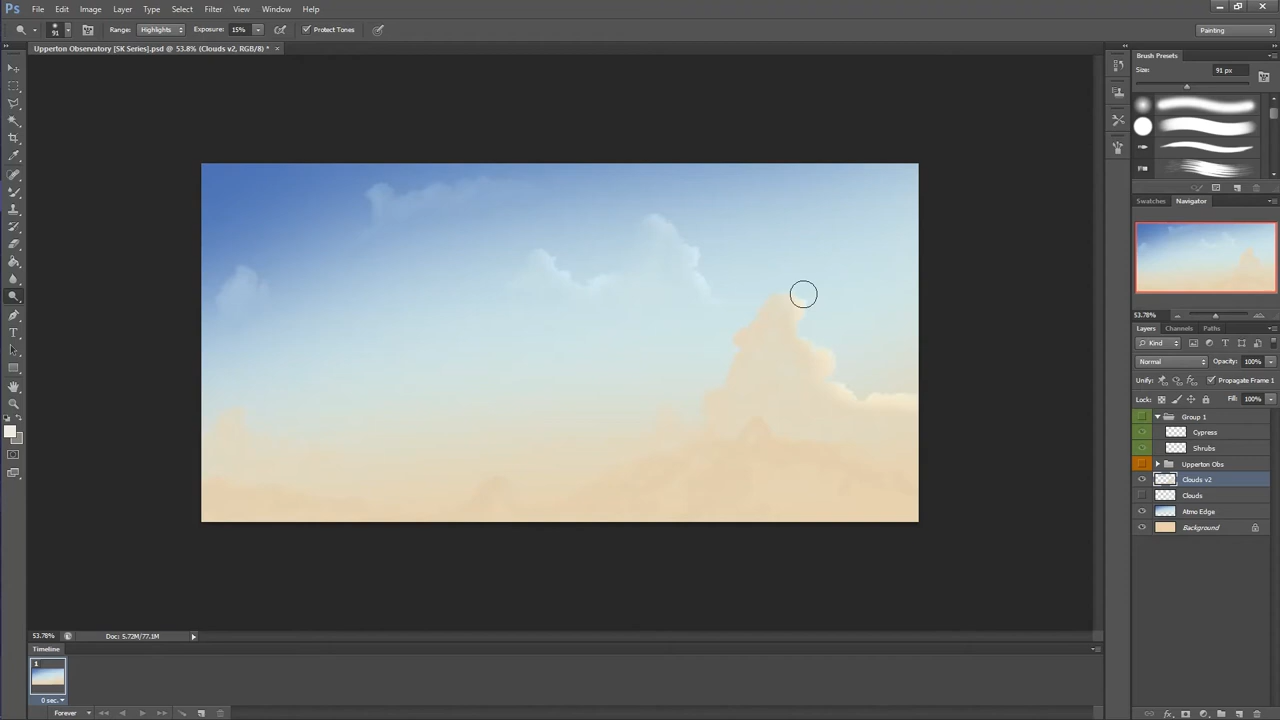 Ps File Edit Image Layer Type Select Filter View Window Help
91 Range: Highlights Exposure: 15% Protect Tones Painting
Upperton Observatory [5K Series].psd @ 53.8% (Clouds v2, RGB/8) * ×
Brush Presets
Size: 91 px
Swatches Navigator
53.78%
Layers Channels Paths
Kind
Normal Opacity: 100%
Unify: Propagate Frame 1
Lock: Fill: 100%
Group 1
Cypress
Shrubs
Upperton Obs
Clouds v2
Clouds
Atmo Edge
Background
53.78% Doc: 5.72M/77.1M
Timeline
1
0 sec.
Forever